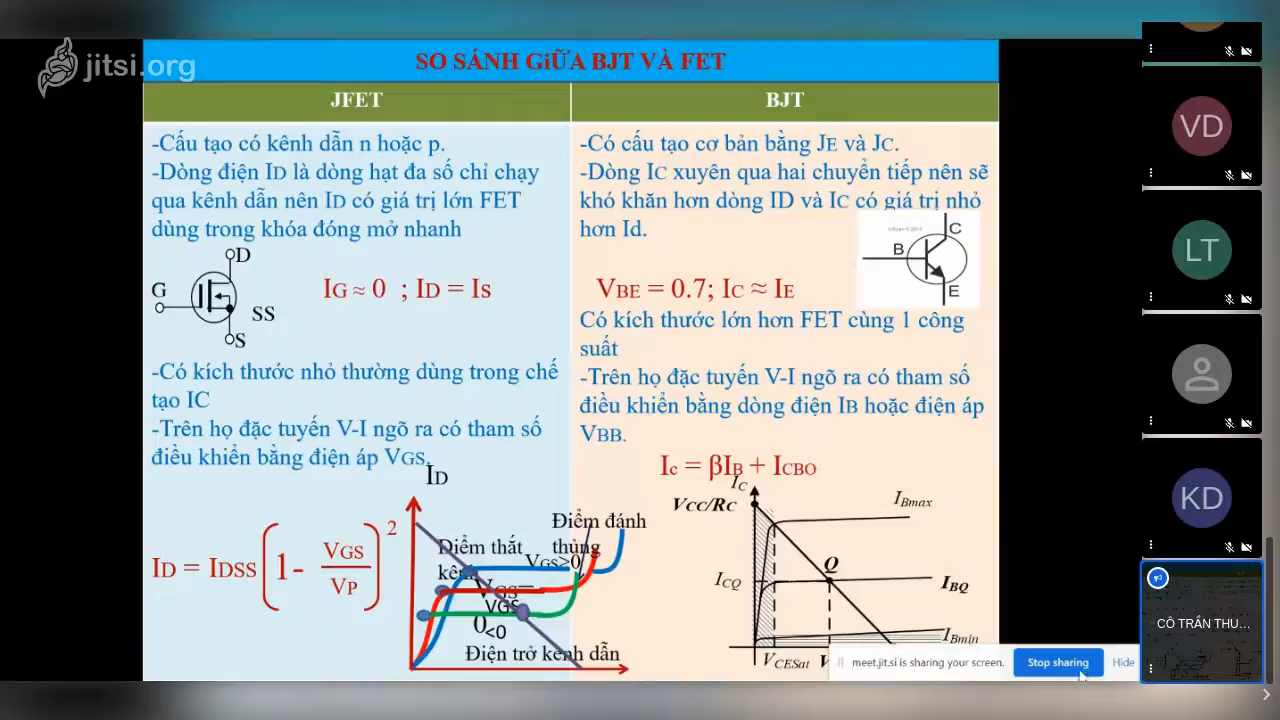 jitsi.org
SO SÁNH GiỮA BJT VÀ FET
JFET
BJT
-Cấu tạo có kênh dẫn n hoặc p.
-Dòng điện ID là dòng hạt đa số chỉ chạy
qua kênh dẫn nên ID có giá trị lớn FET
dùng trong khóa đóng mở nhanh
D
G
SS
S
IG ≈ 0 ; ID = IS
-Có kích thước nhỏ thường dùng trong chế
tạo IC
-Trên họ đặc tuyến V-I ngõ ra có tham số
điều khiển bằng điện áp VGS.
ID = IDSS(1- VGS/VP)2
ID
Điểm đánh
thủng
Điểm thắt
kênh
VGS>0
VGS=
0
VGS
<0
Điện trở kênh dẫn
-Có cấu tạo cơ bản bằng JE và JC.
-Dòng IC xuyên qua hai chuyển tiếp nên sẽ
khó khăn hơn dòng ID và IC có giá trị nhỏ
hơn Id.
C
B
E
VBE = 0.7; IC ≈ IE
Có kích thước lớn hơn FET cùng 1 công
suất
-Trên họ đặc tuyến V-I ngõ ra có tham số
điều khiển bằng dòng điện IB hoặc điện áp
VBB.
Ic = βIB + ICBO
IC
VCC/RC
IBmax
Q
ICQ
IBQ
IBmin
VCESat
meet.jit.si is sharing your screen.
Stop sharing
Hide
VD
LT
KD
CÔ TRẦN THU...